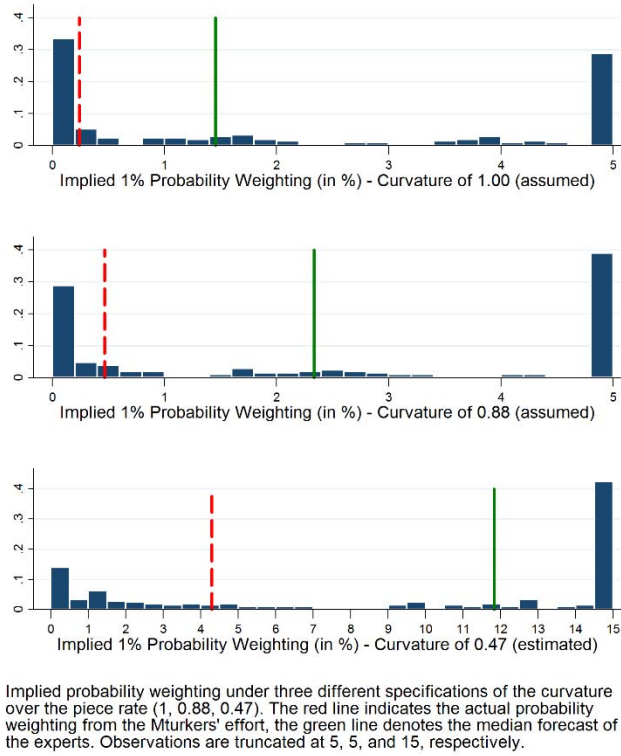 .4
.3
.2
.1
0
0 1 2 3 4 5
Implied 1% Probability Weighting (in %) - Curvature of 1.00 (assumed)
.4
.3
.2
.1
0
0 1 2 3 4 5
Implied 1% Probability Weighting (in %) - Curvature of 0.88 (assumed)
.4
.3
.2
.1
0
0 1 2 3 4 5 6 7 8 9 10 11 12 13 14 15
Implied 1% Probability Weighting (in %) - Curvature of 0.47 (estimated)
Implied probability weighting under three different specifications of the curvature
over the piece rate (1, 0.88, 0.47). The red line indicates the actual probability
weighting from the Mturkers' effort, the green line denotes the median forecast of
the experts. Observations are truncated at 5, 5, and 15, respectively.